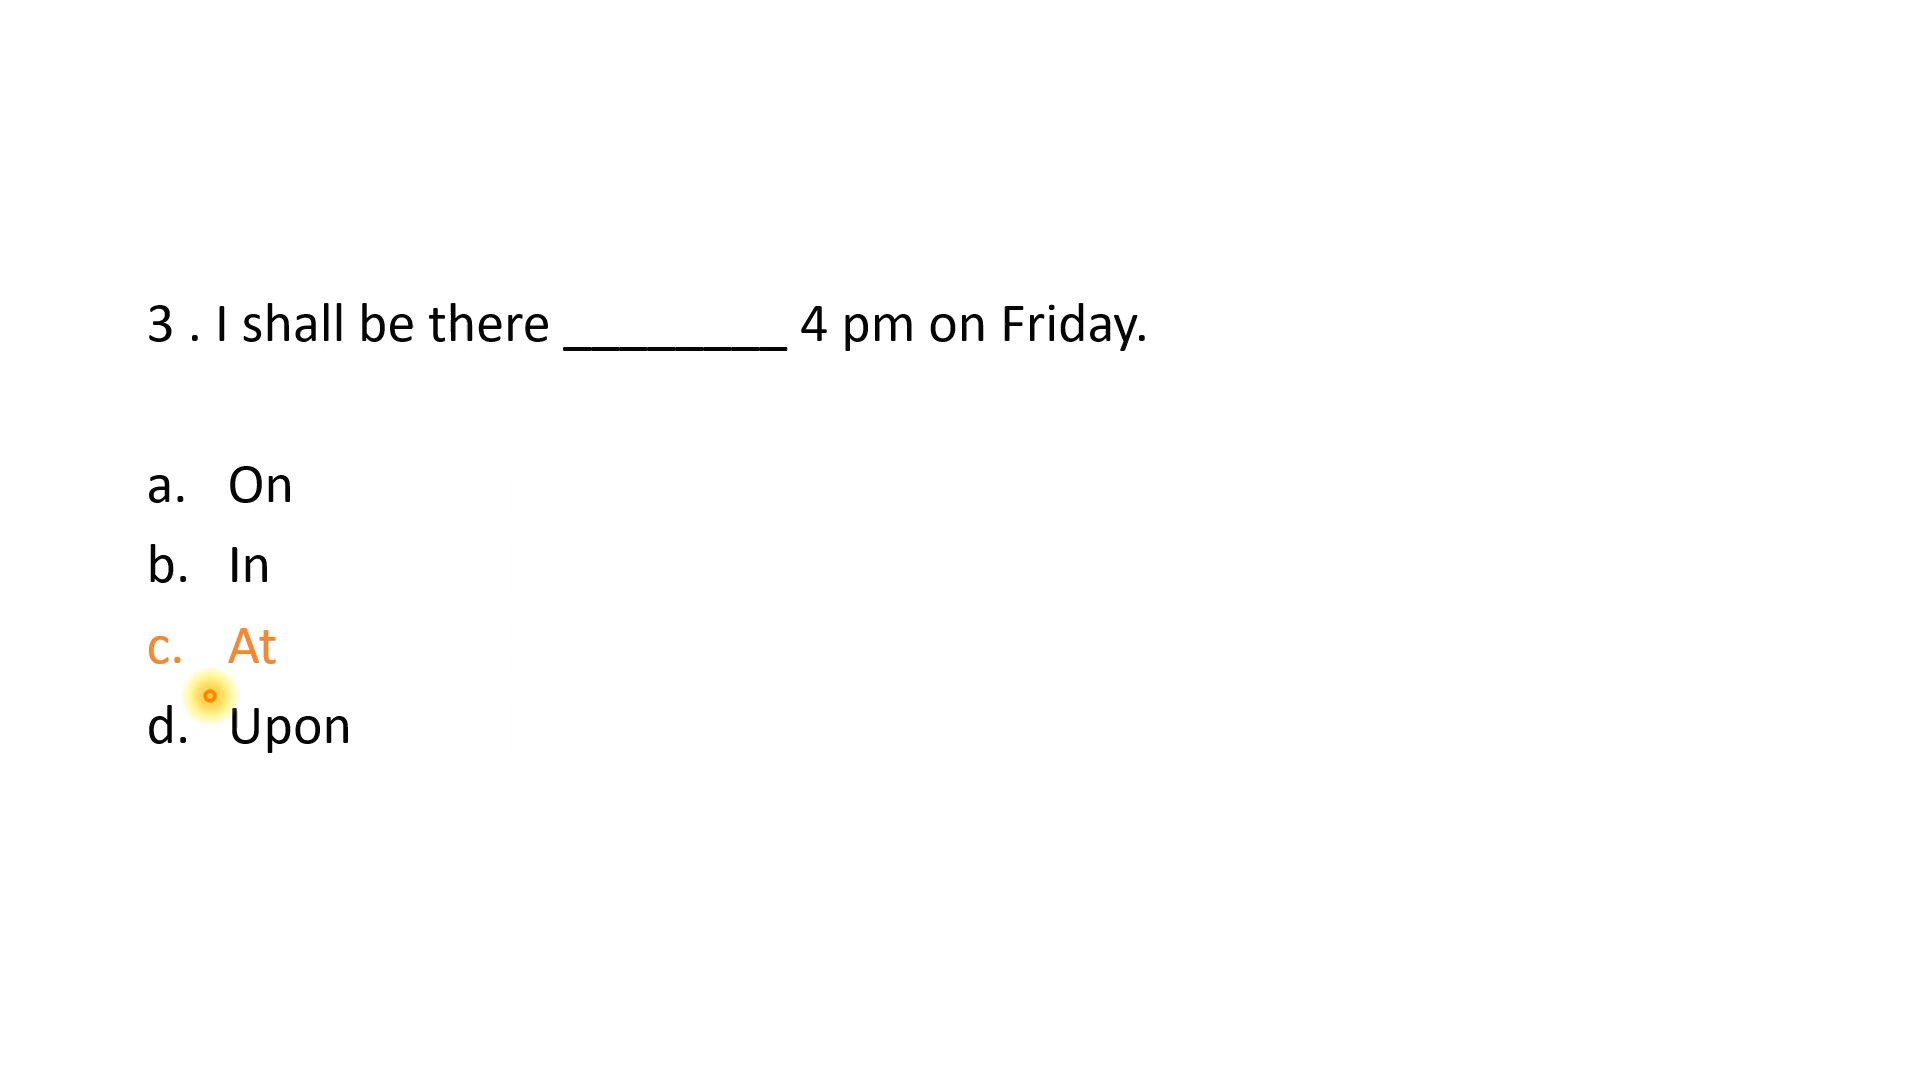 3 . I shall be there ________ 4 pm on Friday.
a. On
b. In
c. At
d. Upon